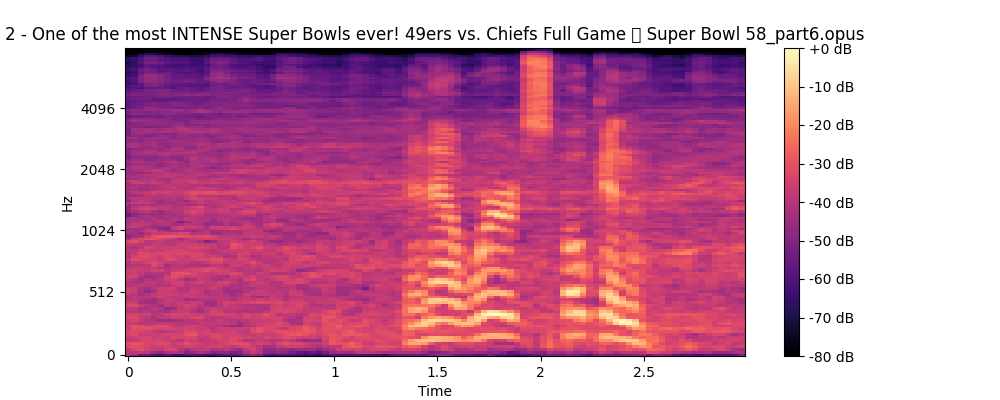 2 - One of the most INTENSE Super Bowls ever! 49ers vs. Chiefs Full Game ▯ Super Bowl 58_part6.opus
Hz
4096
2048
1024
512
0
0 0.5 1 1.5 2 2.5
Time
+0 dB
-10 dB
-20 dB
-30 dB
-40 dB
-50 dB
-60 dB
-70 dB
-80 dB